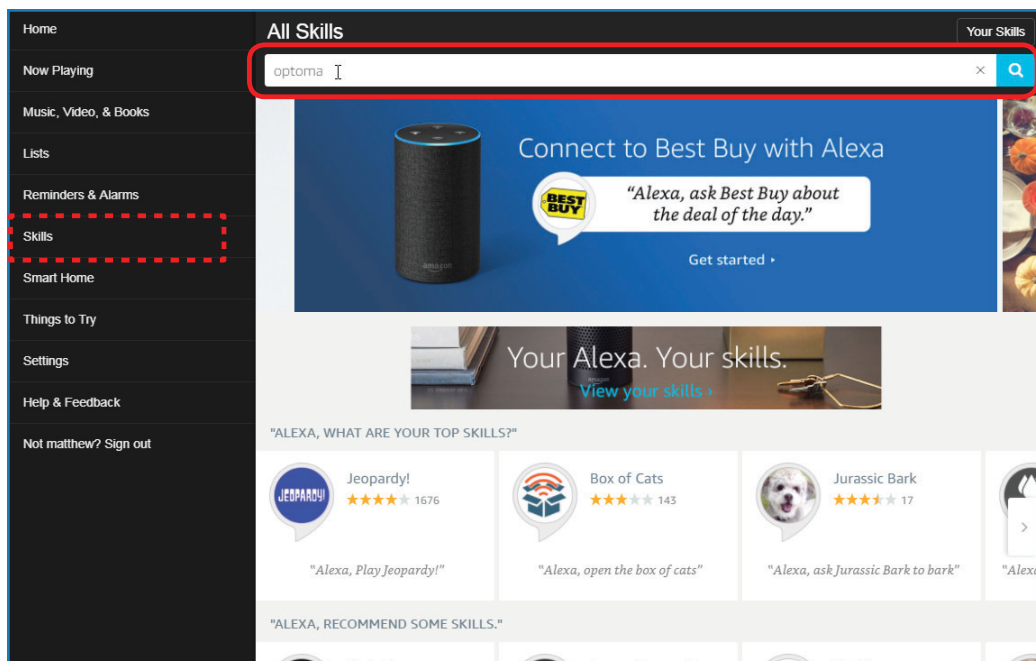 Home
Now Playing
Music, Video, & Books
Lists
Reminders & Alarms
Skills
Smart Home
Things to Try
Settings
Help & Feedback
Not matthew? Sign out
All Skills
Your Skills
optoma
×
Connect to Best Buy with Alexa
BEST
BUY
"Alexa, ask Best Buy about
the deal of the day."
Get started ›
amazon
Your Alexa. Your skills.
View your skills ›
"ALEXA, WHAT ARE YOUR TOP SKILLS?"
JEOPARDY!
Jeopardy!
1676
"Alexa, Play Jeopardy!"
Box of Cats
143
"Alexa, open the box of cats"
Jurassic Bark
17
"Alexa, ask Jurassic Bark to bark"
"ALEXA, RECOMMEND SOME SKILLS."